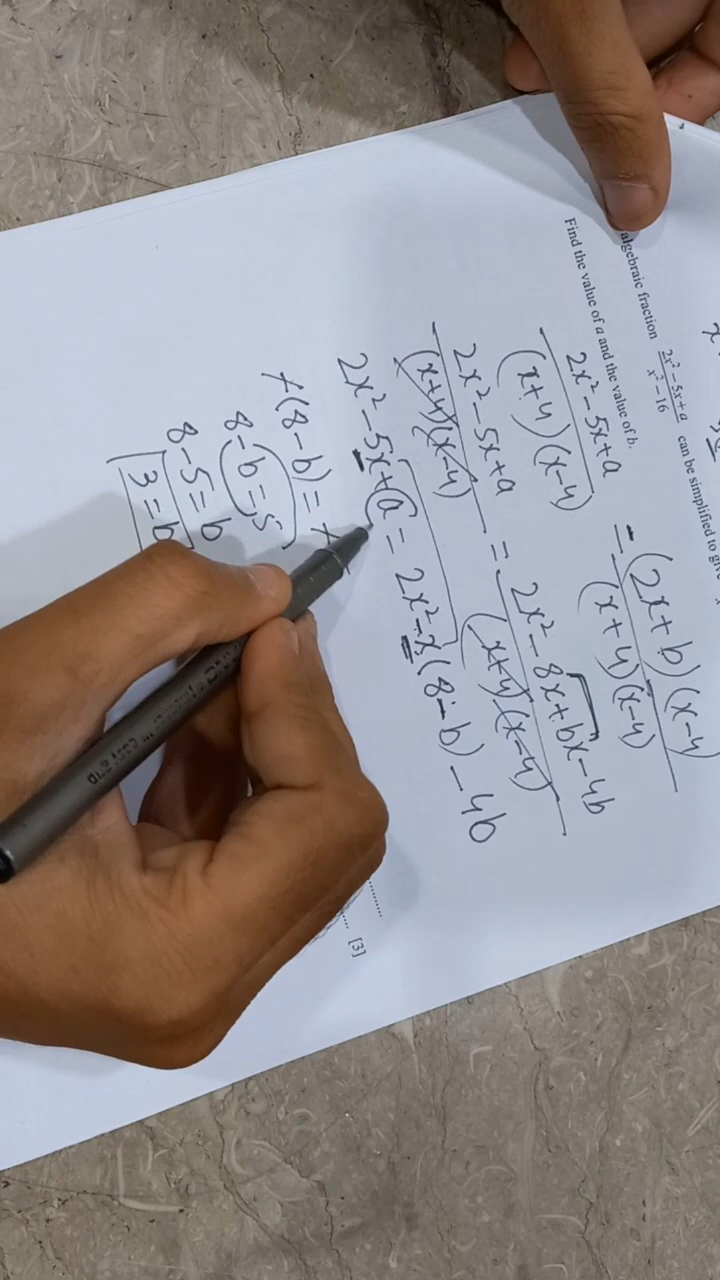 algebraic fraction 2x² - 5x + a / x² - 16 can be simplified to
Find the value of a and the value of b.
2x² - 5x + a / (x+4)(x-4) = (2x+b)(x-4) / (x+4)(x-4)
2x² - 5x + a / (x+4)(x-4) = 2x² - 8x + bx - 4b / (x+4)(x-4)
2x² - 5x + a = 2x² - x(8 - b) - 4b
x(8 - b) =
8 - b = 5
8 - 5 = b
3 = b
[3]